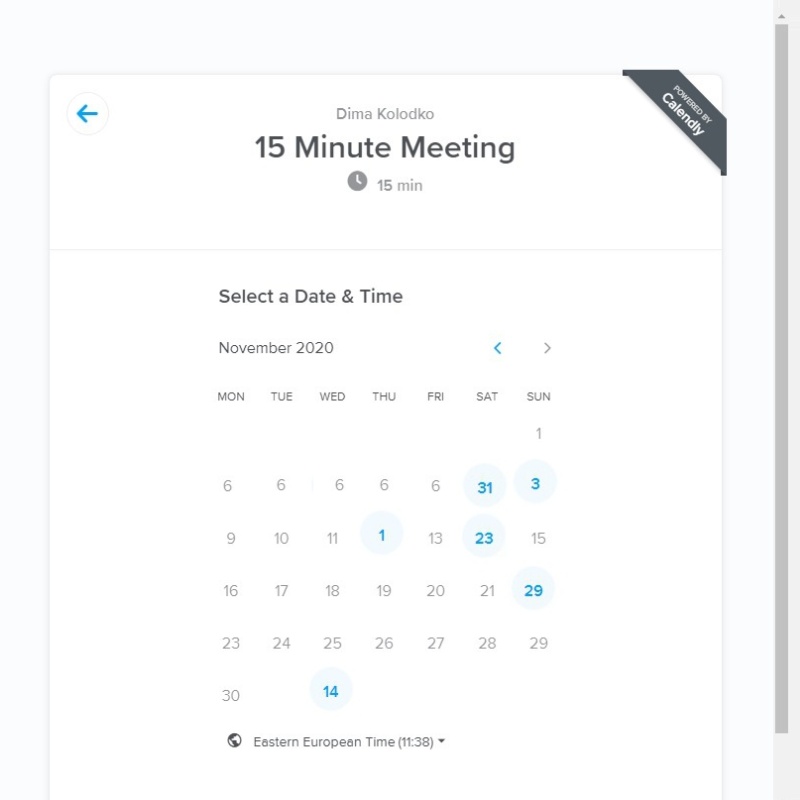 POWERED BY
Calendly
Dima Kolodko
15 Minute Meeting
15 min
Select a Date & Time
November 2020
MON TUE WED THU FRI SAT SUN
1
6 6 6 6 6 31 3
9 10 11 1 13 23 15
16 17 18 19 20 21 29
23 24 25 26 27 28 29
30 14
Eastern European Time (11:38)